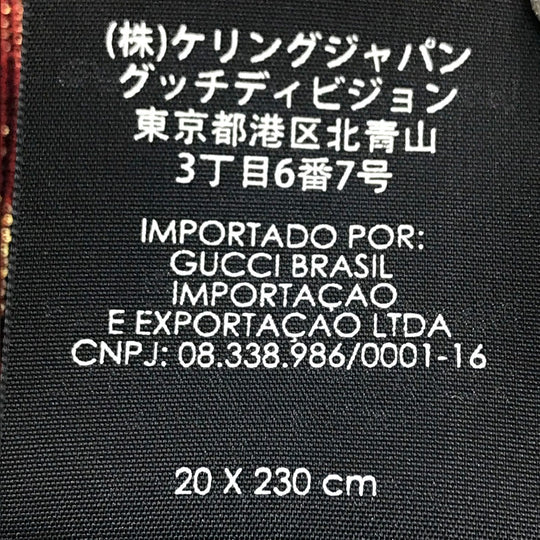 (株)ケリングジャパン
グッチディビジョン
東京都港区北青山
3丁目6番7号
IMPORTADO POR:
GUCCI BRASIL
IMPORTAÇAO
E EXPORTAÇAO LTDA
CNPJ: 08.338.986/0001-16
20 X 230 cm